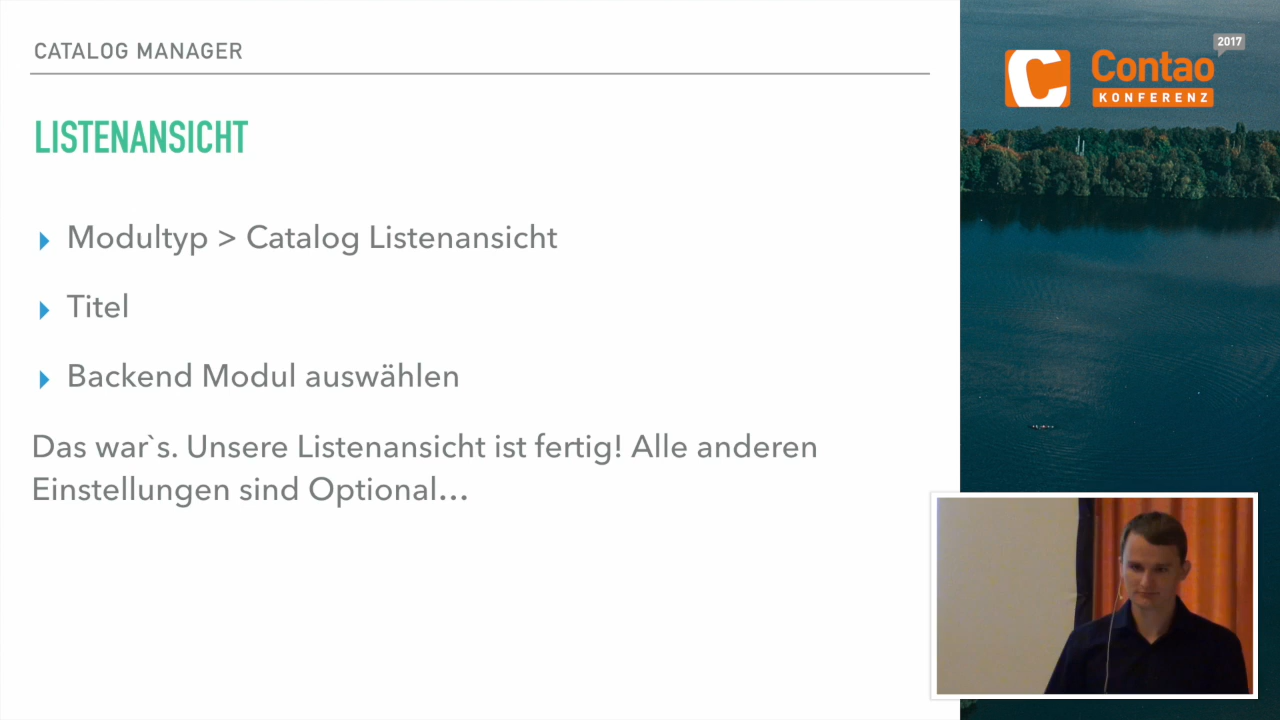 CATALOG MANAGER
LISTENANSICHT
Modultyp > Catalog Listenansicht
Titel
Backend Modul auswählen
Das war`s. Unsere Listenansicht ist fertig! Alle anderen
Einstellungen sind Optional…
2017
Contao
KONFERENZ